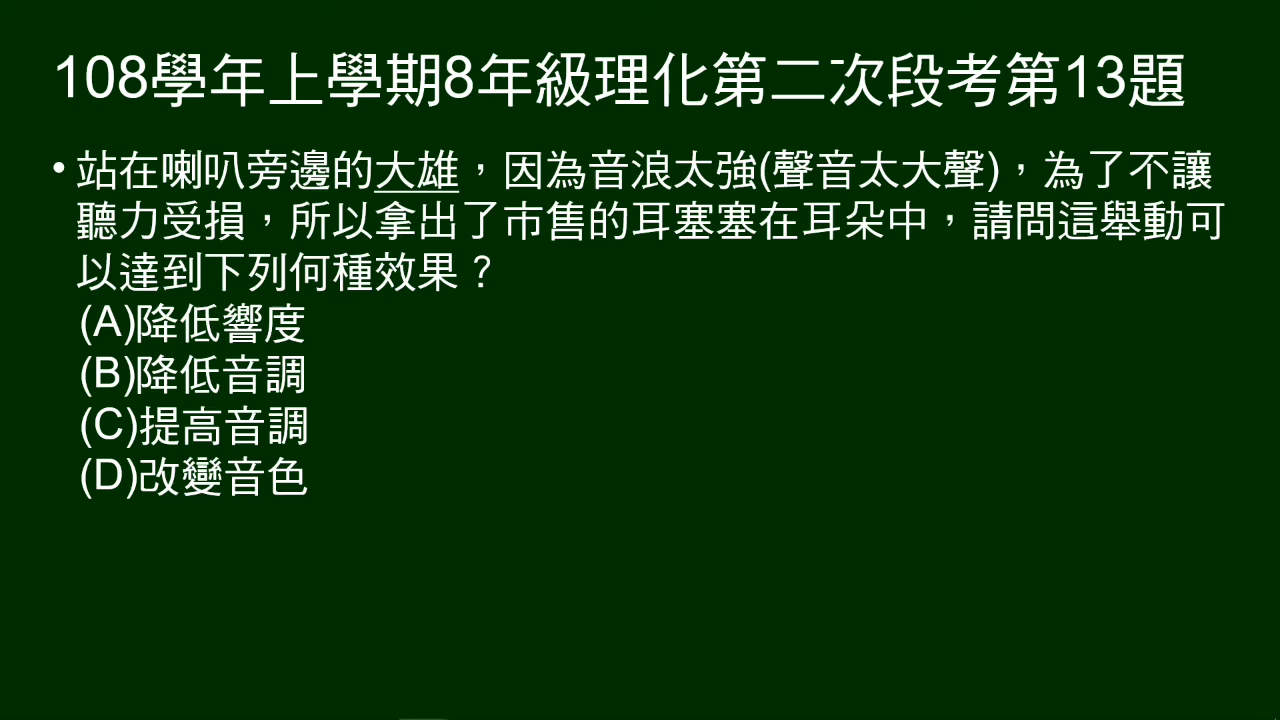 108學年上學期8年級理化第二次段考第13題
•站在喇叭旁邊的大雄，因為音浪太強(聲音太大聲)，為了不讓
聽力受損，所以拿出了市售的耳塞塞在耳朵中，請問這舉動可
以達到下列何種效果？
(A)降低響度
(B)降低音調
(C)提高音調
(D)改變音色